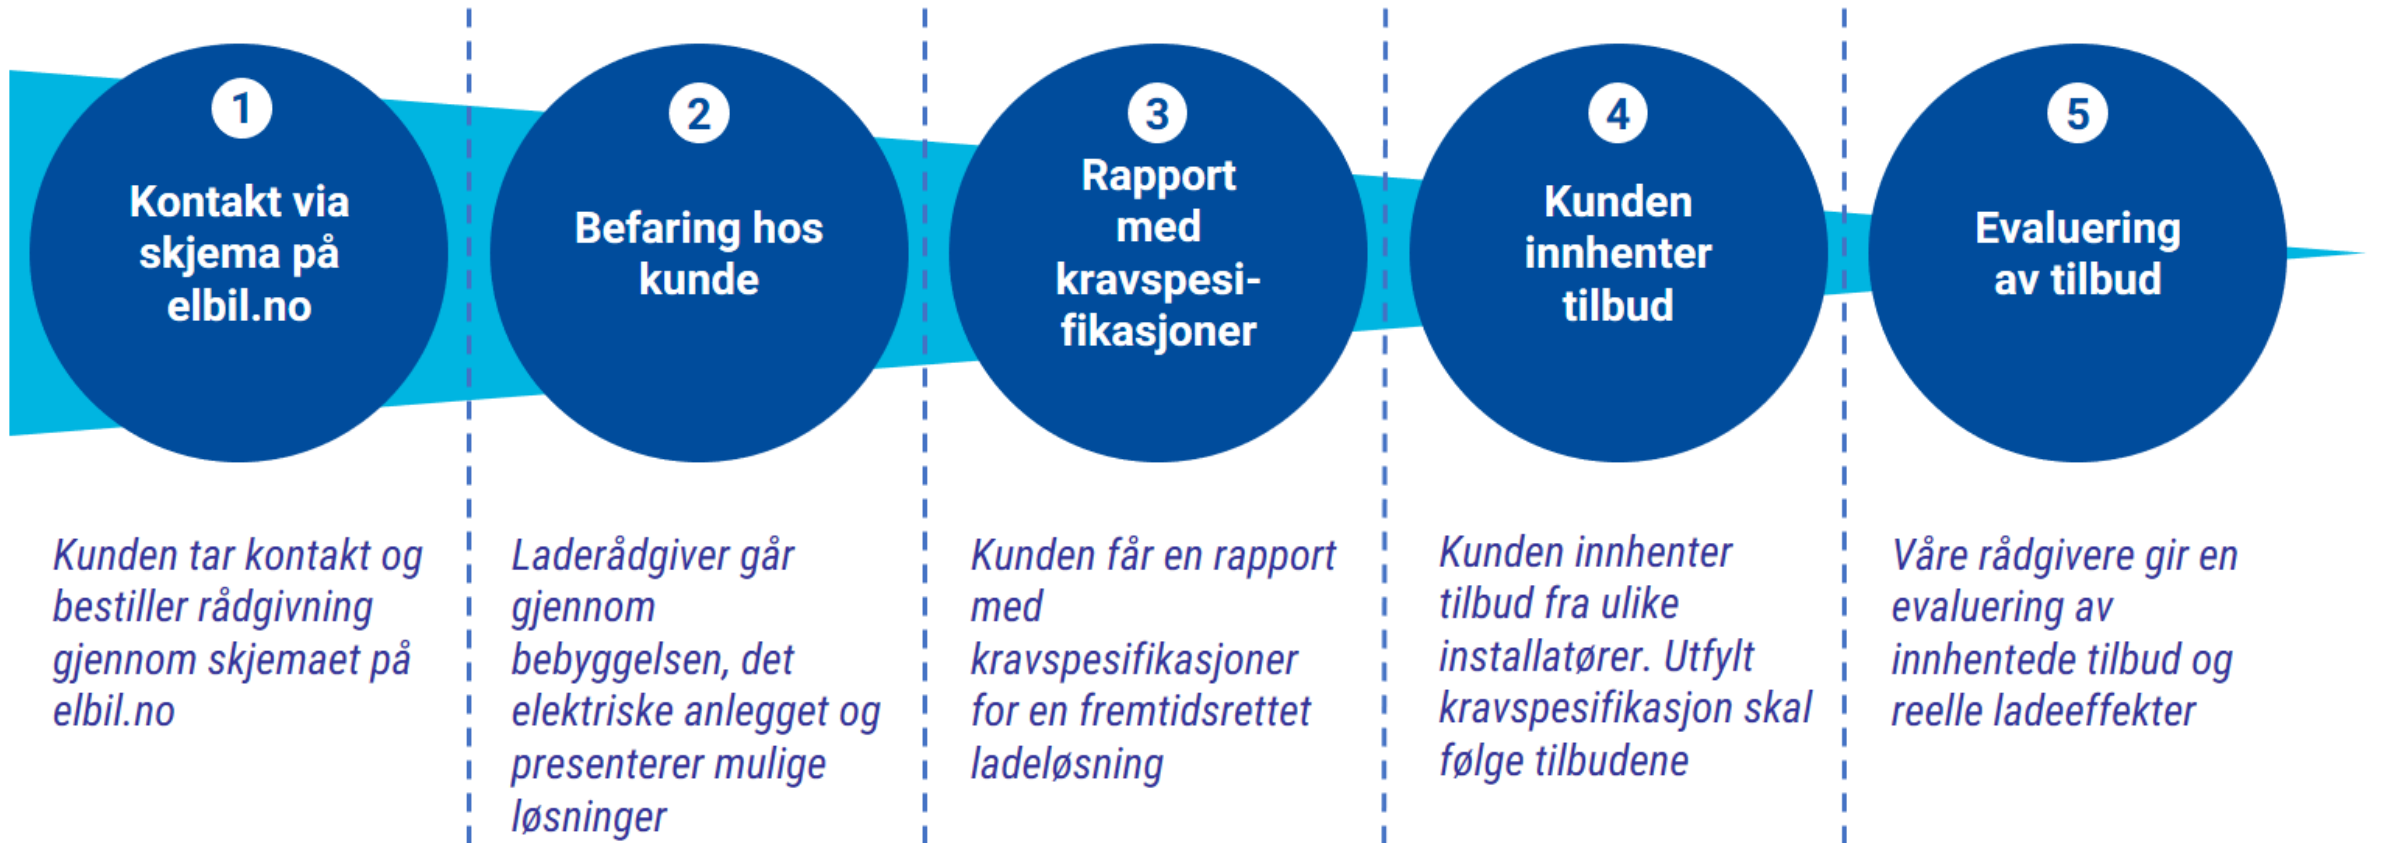 1
Kontakt via
skjema på
elbil.no
Kunden tar kontakt og
bestiller rådgivning
gjennom skjemaet på
elbil.no
2
Befaring hos
kunde
Laderådgiver går
gjennom
bebyggelsen, det
elektriske anlegget og
presenterer mulige
løsninger
3
Rapport
med
kravspesi-
fikasjoner
Kunden får en rapport
med
kravspesifikasjoner
for en fremtidsrettet
ladeløsning
4
Kunden
innhenter
tilbud
Kunden innhenter
tilbud fra ulike
installatører. Utfylt
kravspesifikasjon skal
følge tilbudene
5
Evaluering
av tilbud
Våre rådgivere gir en
evaluering av
innhentede tilbud og
reelle ladeeffekter